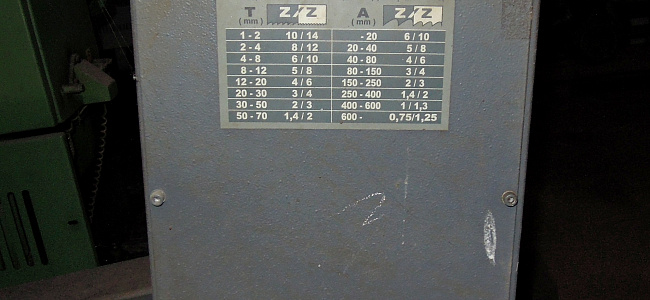 T Z/Z A Z/Z
(mm) (mm)
1 - 2 10 / 14 - 20 6 / 10
2 - 4 8 / 12 20 - 40 5 / 8
4 - 8 6 / 10 40 - 80 4 / 6
8 - 12 5 / 8 80 - 150 3 / 4
12 - 20 4 / 6 150 - 250 2 / 3
20 - 30 3 / 4 250 - 400 1,4 / 2
30 - 50 2 / 3 400 - 600 1 / 1,3
50 - 70 1,4 / 2 600 - 0,75/1,25
2